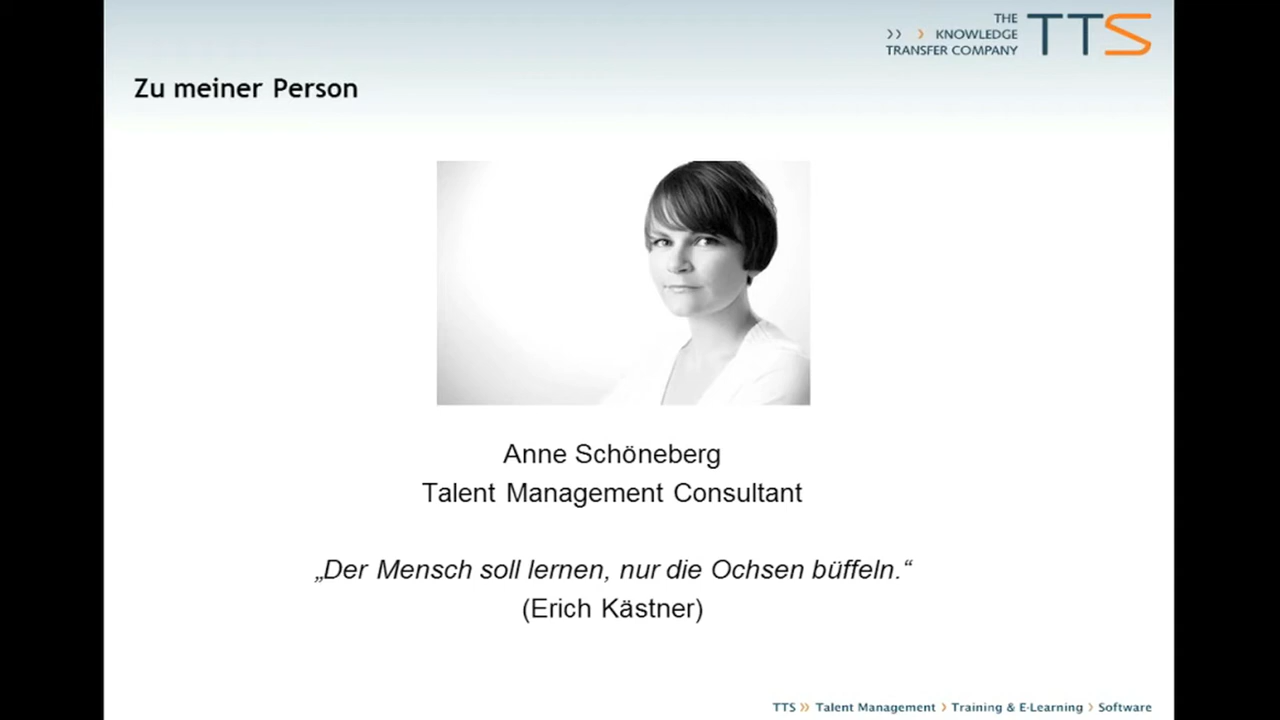 THE
›› › KNOWLEDGE
TRANSFER COMPANY
TTS
Zu meiner Person
Anne Schöneberg
Talent Management Consultant
„Der Mensch soll lernen, nur die Ochsen büffeln.“
(Erich Kästner)
TTS ›› Talent Management › Training & E-Learning › Software